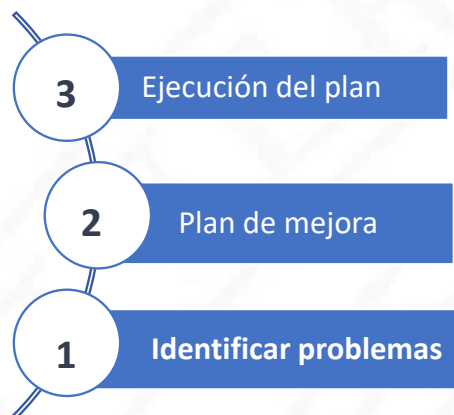 3 Ejecución del plan
2 Plan de mejora
1 Identificar problemas